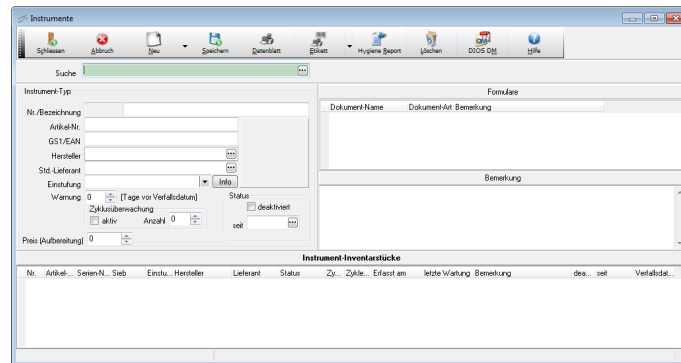 Instrumente
Schliessen Abbruch Neu Speichern Datenblatt Etikett Hygiene Report Löschen DIOS DM Hilfe
Suche
Instrument-Typ
Nr./Bezeichnung
Artikel-Nr.
GS1/EAN
Hersteller
Std.-Lieferant
Einstufung Info
Warnung 0 [Tage vor Verfallsdatum]
Zyklusüberwachung
aktiv Anzahl 0
Status
deaktiviert
seit
Preis (Aufbereitung) 0
Formulare
Dokument-Name Dokument-Art Bemerkung
Bemerkung
Instrument-Inventarstücke
Nr. Artikel-... Serien-N... Sieb Einstu... Hersteller Lieferant Status Zy... Zykle... Erfasst am letzte Wartung Bemerkung dea... seit Verfallsdat...